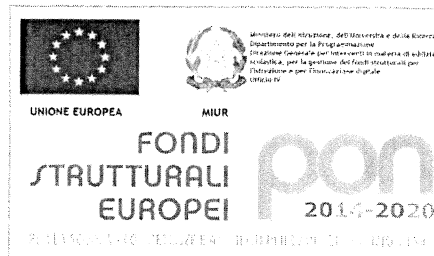 Ministero dell'Istruzione, dell'Università e della Ricerca
Dipartimento per la Programmazione
Direzione Generale per interventi in materia di edilizia
scolastica, per la gestione dei fondi strutturali per
l'istruzione e per l'innovazione digitale
Ufficio IV
UNIONE EUROPEA
MIUR
FONDI
STRUTTURALI
EUROPEI
pon
2014-2020